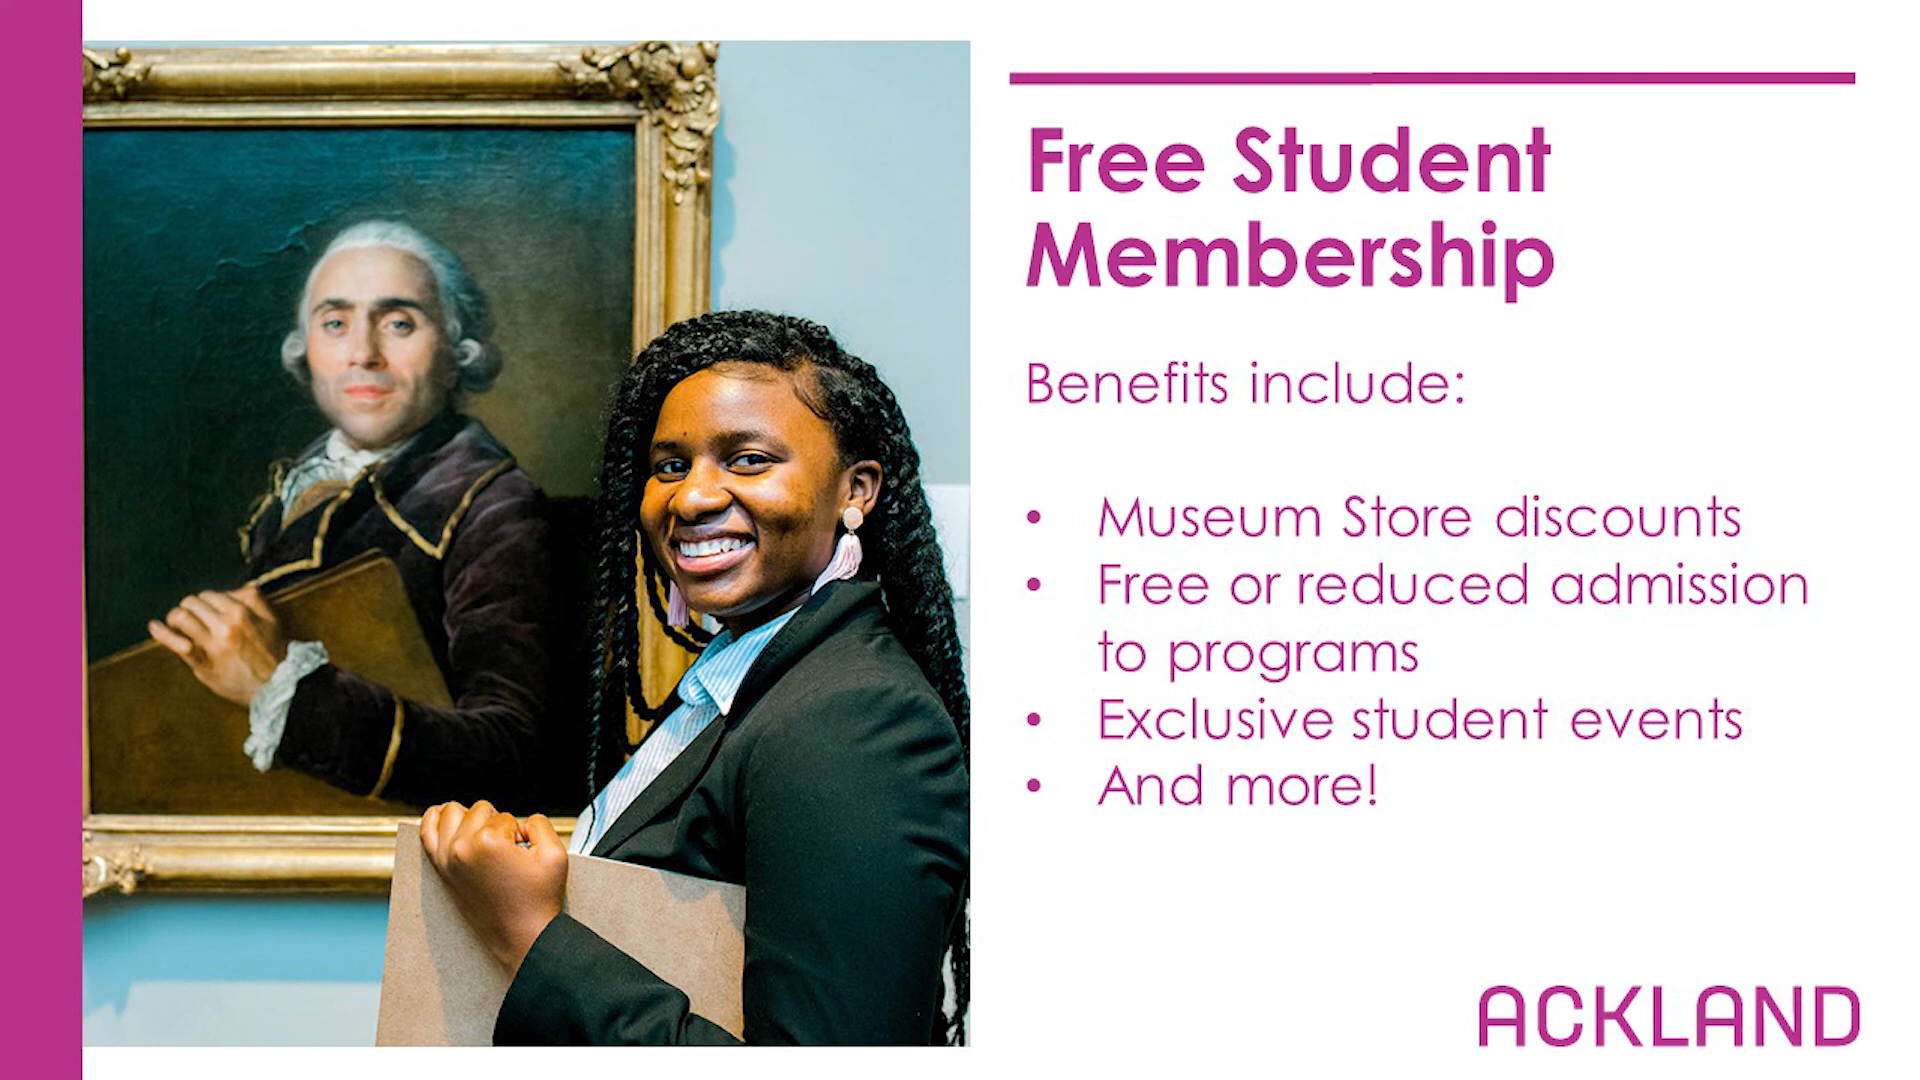 Free Student
Membership
Benefits include:
• Museum Store discounts
• Free or reduced admission
to programs
• Exclusive student events
• And more!
ACKLAND